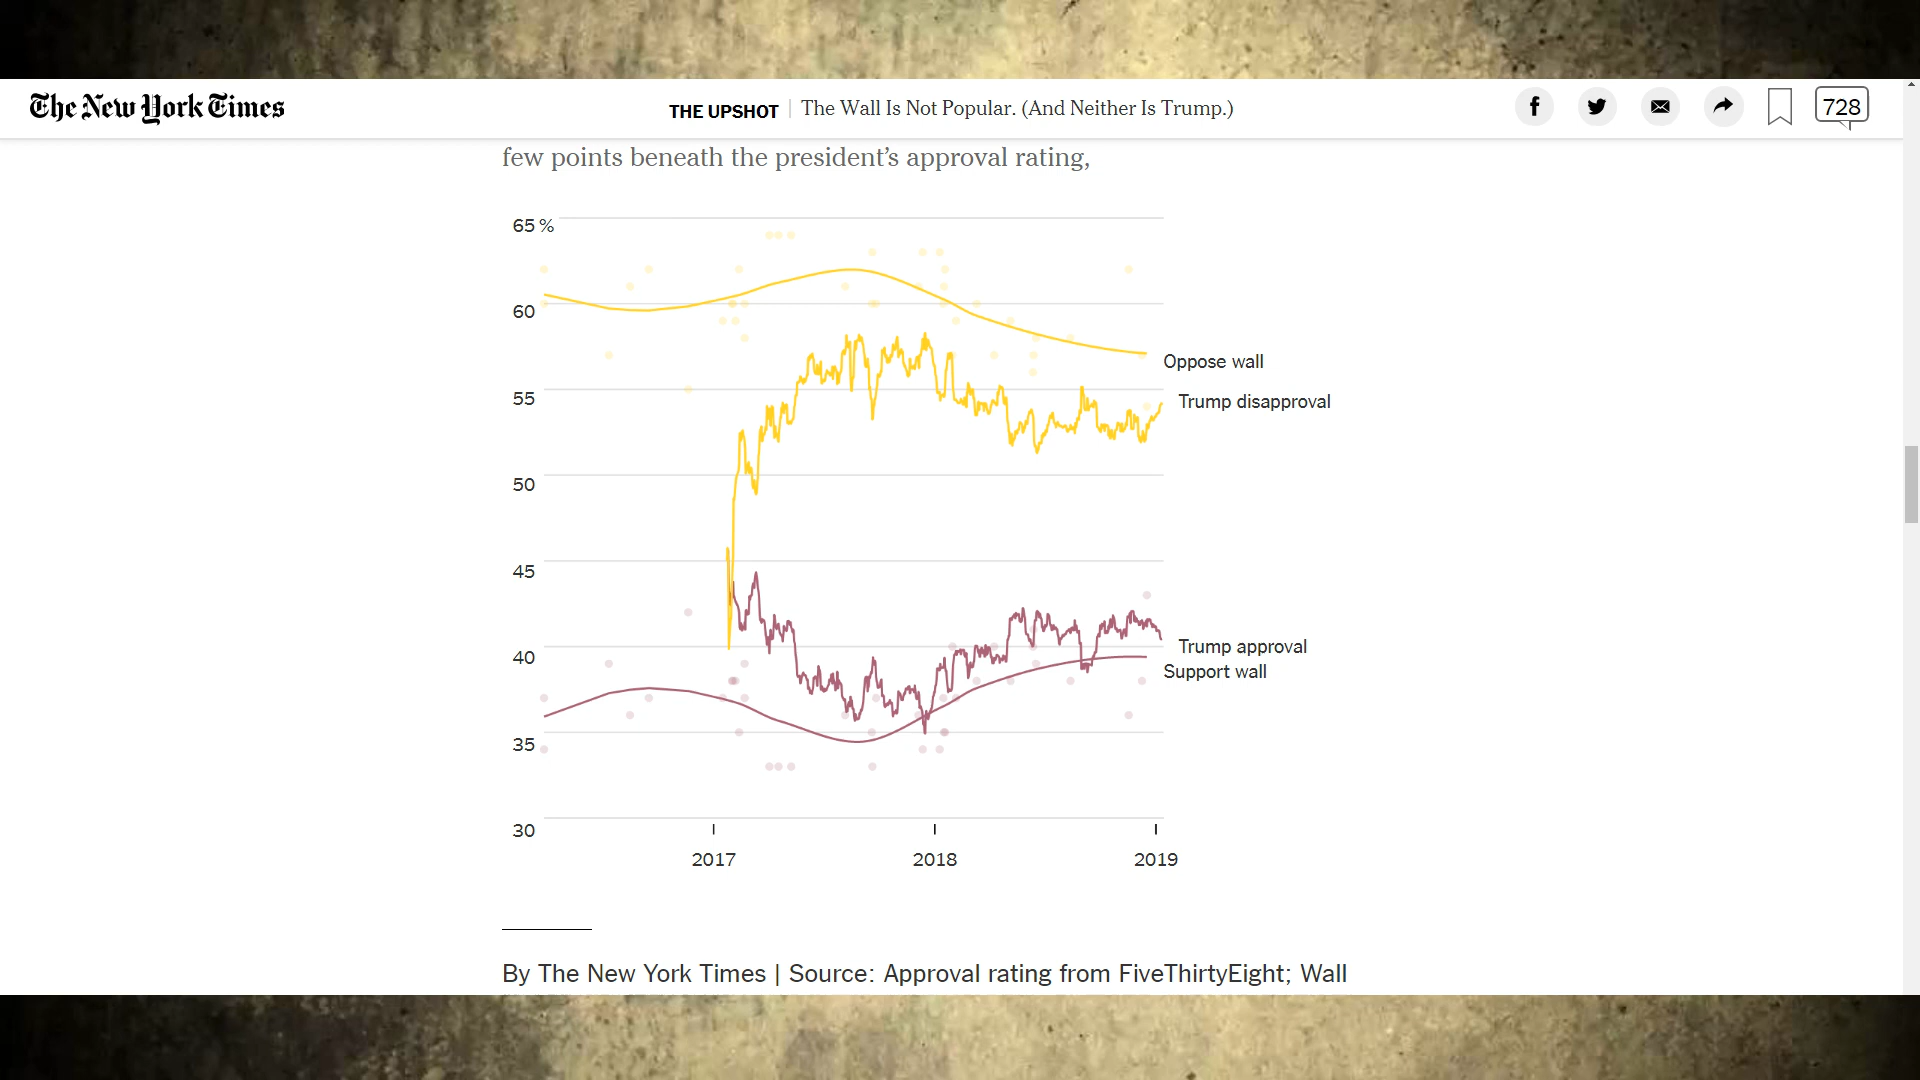 The New York Times
THE UPSHOT | The Wall Is Not Popular. (And Neither Is Trump.)
728
few points beneath the president’s approval rating,
65 %
60
Oppose wall
55
Trump disapproval
50
45
40
Trump approval
Support wall
35
30
2017 2018 2019
By The New York Times | Source: Approval rating from FiveThirtyEight; Wall